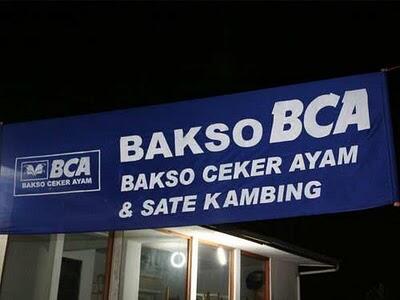 BCA
BAKSO CEKER AYAM
BAKSO BCA
BAKSO CEKER AYAM
& SATE KAMBING